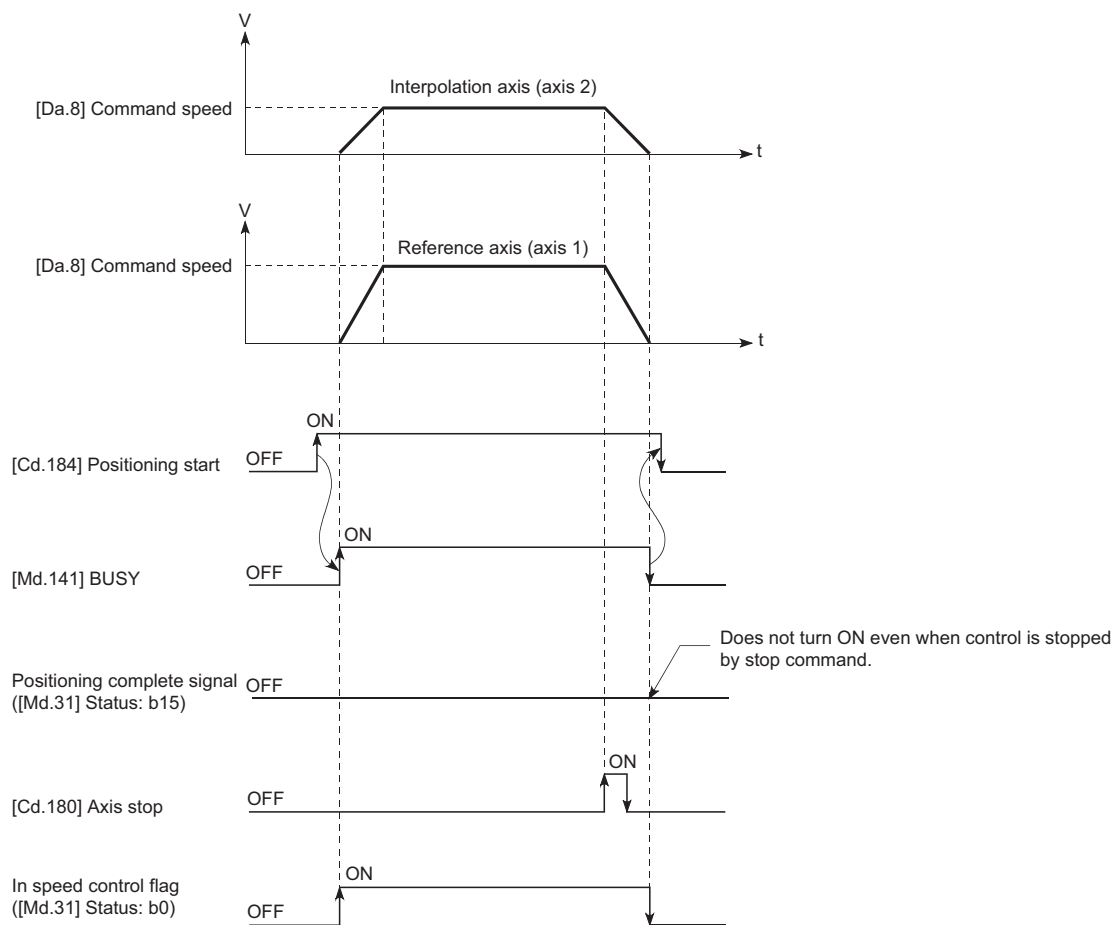 V
Interpolation axis (axis 2)
[Da.8] Command speed
t
V
Reference axis (axis 1)
[Da.8] Command speed
t
ON
[Cd.184] Positioning start
OFF
ON
[Md.141] BUSY
OFF
Does not turn ON even when control is stopped
by stop command.
Positioning complete signal
([Md.31] Status: b15)
OFF
ON
[Cd.180] Axis stop
OFF
ON
In speed control flag
([Md.31] Status: b0)
OFF